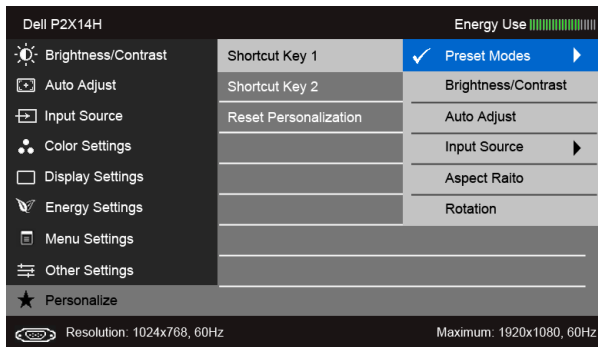 Dell P2X14H Energy Use
Brightness/Contrast Shortcut Key 1 Preset Modes
Shortcut Key 2 Brightness/Contrast
Auto Adjust
Input Source Reset Personalization Auto Adjust
Color Settings Input Source
Display Settings Aspect Raito
Energy Settings Rotation
Menu Settings
Other Settings
Personalize
Resolution: 1024x768, 60Hz Maximum: 1920x1080, 60Hz